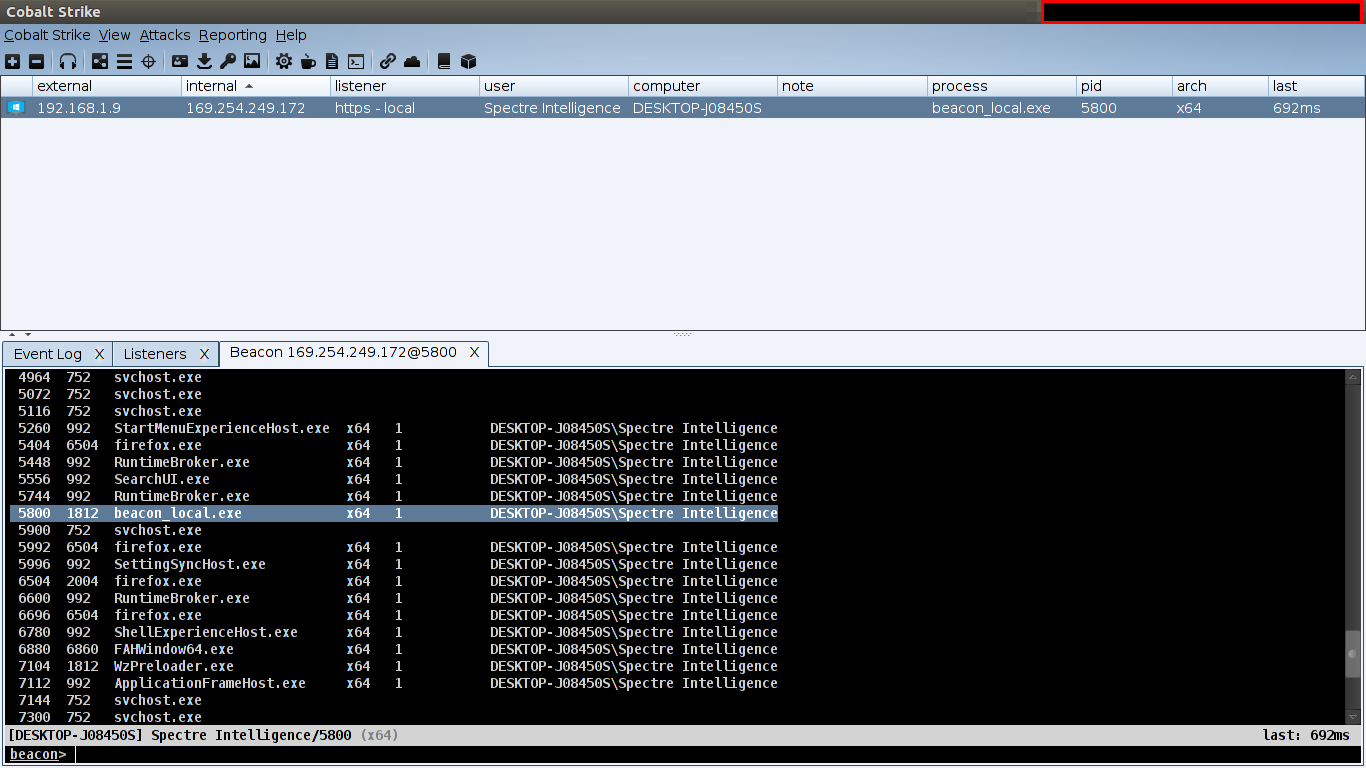 Cobalt Strike
Cobalt Strike View Attacks Reporting Help
external internal listener user computer note process pid arch last
192.168.1.9 169.254.249.172 https - local Spectre Intelligence DESKTOP-J08450S beacon_local.exe 5800 x64 692ms
Event Log X Listeners X Beacon 169.254.249.172@5800 X
4964 752 svchost.exe
5072 752 svchost.exe
5116 752 svchost.exe
5260 992 StartMenuExperienceHost.exe x64 1 DESKTOP-J08450S\Spectre Intelligence
5404 6504 firefox.exe x64 1 DESKTOP-J08450S\Spectre Intelligence
5448 992 RuntimeBroker.exe x64 1 DESKTOP-J08450S\Spectre Intelligence
5556 992 SearchUI.exe x64 1 DESKTOP-J08450S\Spectre Intelligence
5744 992 RuntimeBroker.exe x64 1 DESKTOP-J08450S\Spectre Intelligence
5800 1812 beacon_local.exe x64 1 DESKTOP-J08450S\Spectre Intelligence
5900 752 svchost.exe
5992 6504 firefox.exe x64 1 DESKTOP-J08450S\Spectre Intelligence
5996 992 SettingSyncHost.exe x64 1 DESKTOP-J08450S\Spectre Intelligence
6504 2004 firefox.exe x64 1 DESKTOP-J08450S\Spectre Intelligence
6600 992 RuntimeBroker.exe x64 1 DESKTOP-J08450S\Spectre Intelligence
6696 6504 firefox.exe x64 1 DESKTOP-J08450S\Spectre Intelligence
6780 992 ShellExperienceHost.exe x64 1 DESKTOP-J08450S\Spectre Intelligence
6880 6860 FAHWindow64.exe x64 1 DESKTOP-J08450S\Spectre Intelligence
7104 1812 WzPreloader.exe x64 1 DESKTOP-J08450S\Spectre Intelligence
7112 992 ApplicationFrameHost.exe x64 1 DESKTOP-J08450S\Spectre Intelligence
7144 752 svchost.exe
7300 752 svchost.exe
[DESKTOP-J08450S] Spectre Intelligence/5800 (x64) last: 692ms
beacon>